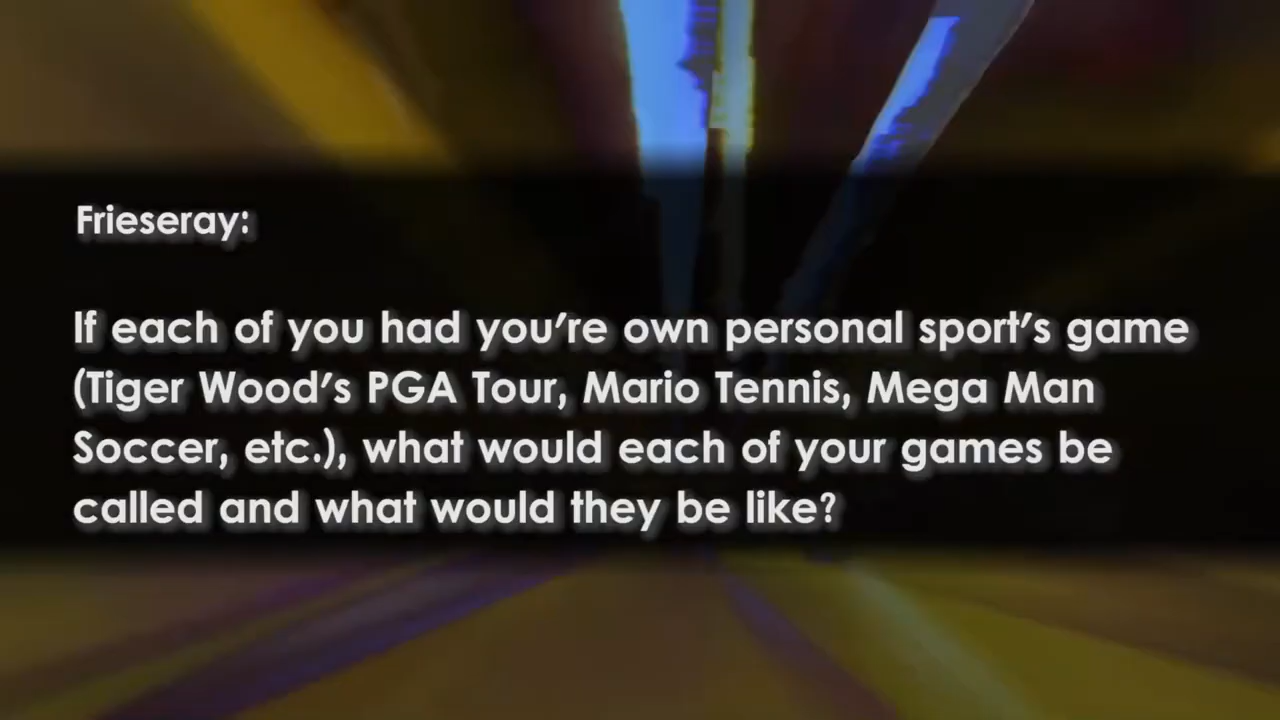 Frieseray:
If each of you had you're own personal sport's game
(Tiger Wood's PGA Tour, Mario Tennis, Mega Man
Soccer, etc.), what would each of your games be
called and what would they be like?